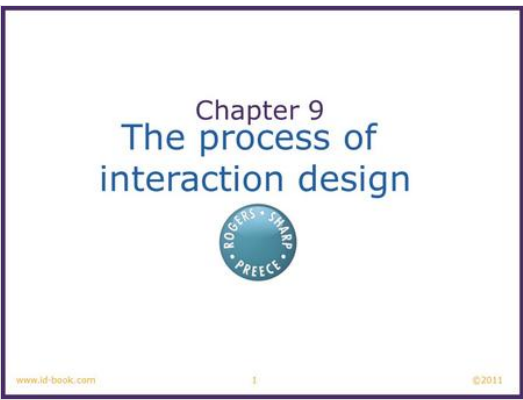 Chapter 9
The process of
interaction design
ROGERS • SHARP • PREECE •
www.id-book.com
1
©2011